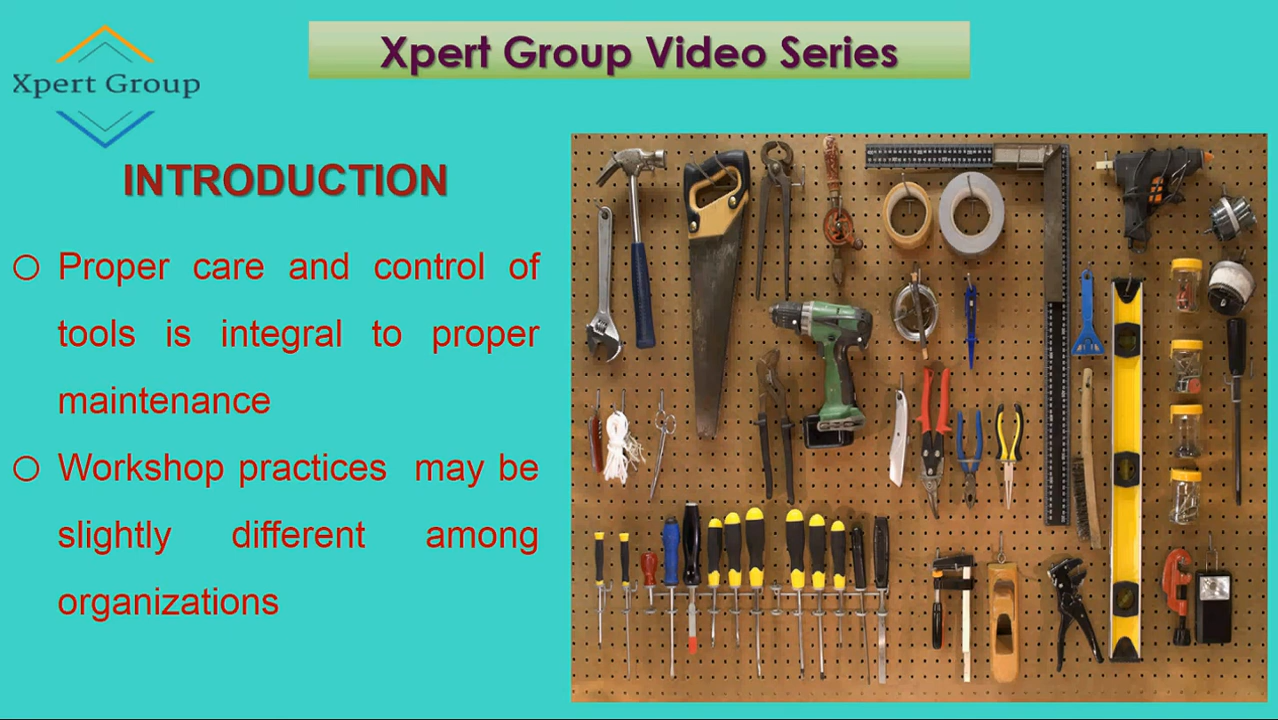 Xpert Group Video Series
Xpert Group
INTRODUCTION
Proper care and control of
tools is integral to proper
maintenance
Workshop practices may be
slightly different among
organizations